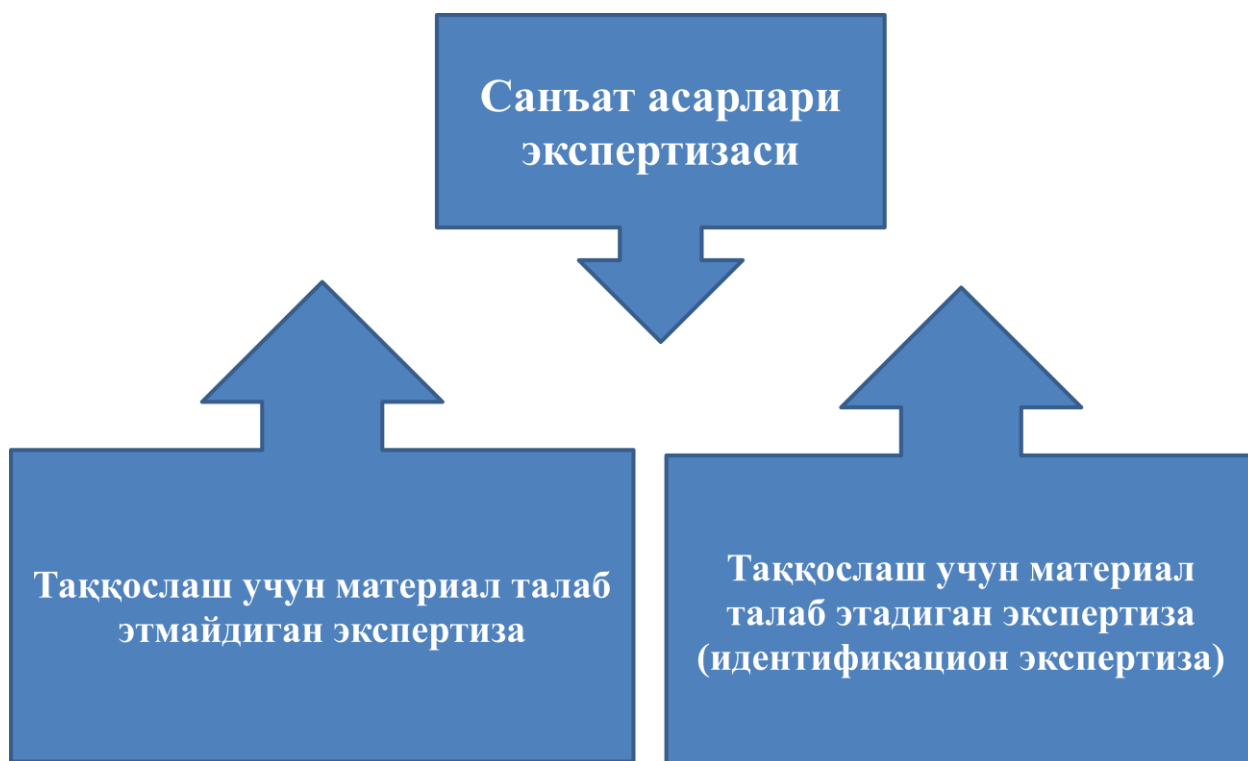 Санъат асарлари
экспертизаси
Таққослаш учун материал талаб
этмайдиган экспертиза
Таққослаш учун материал
талаб этадиган экспертиза
(идентификацион экспертиза)